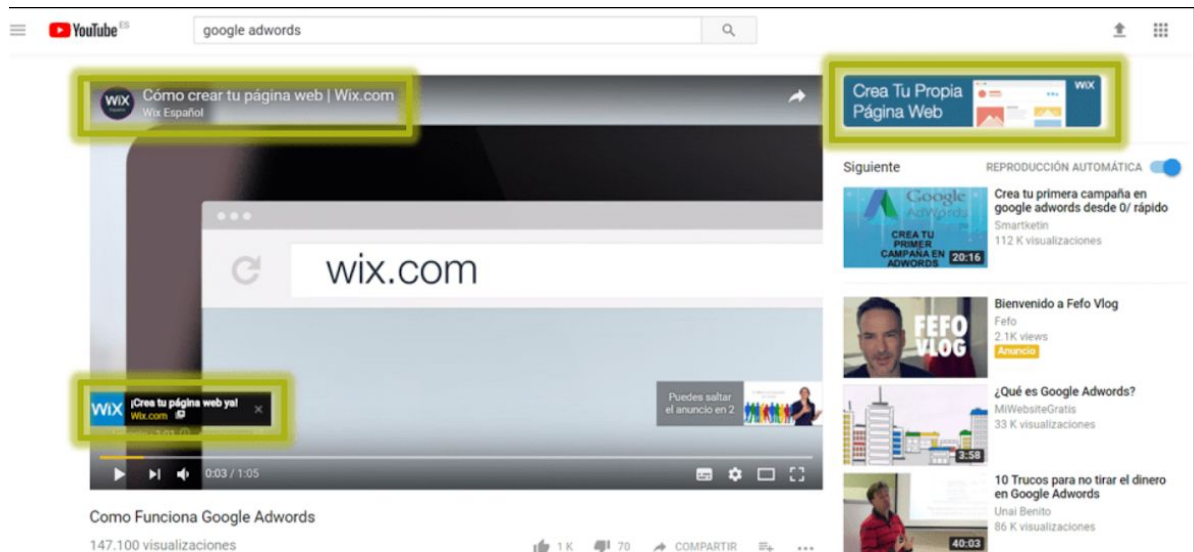 YouTube ES
google adwords
WiX
Cómo crear tu página web | Wix.com
Wix Español
wix.com
WiX
¡Crea tu página web ya!
Wix.com
Puedes saltar
el anuncio en 2
0:03 / 1:05
Como Funciona Google Adwords
147.100 visualizaciones
1 K
70
COMPARTIR
Crea Tu Propia
Página Web
WiX
Siguiente
REPRODUCCIÓN AUTOMÁTICA
Google
AdWords
CREA TU
PRIMER
CAMPAÑA EN
ADWORDS
20:16
Crea tu primera campaña en
google adwords desde 0/ rápido
Smartketin
112 K visualizaciones
FEFO
VLOG
Bienvenido a Fefo Vlog
Fefo
2.1K views
Anuncio
3:58
¿Qué es Google Adwords?
MiWebsiteGratis
33 K visualizaciones
40:03
10 Trucos para no tirar el dinero
en Google Adwords
Unai Benito
86 K visualizaciones